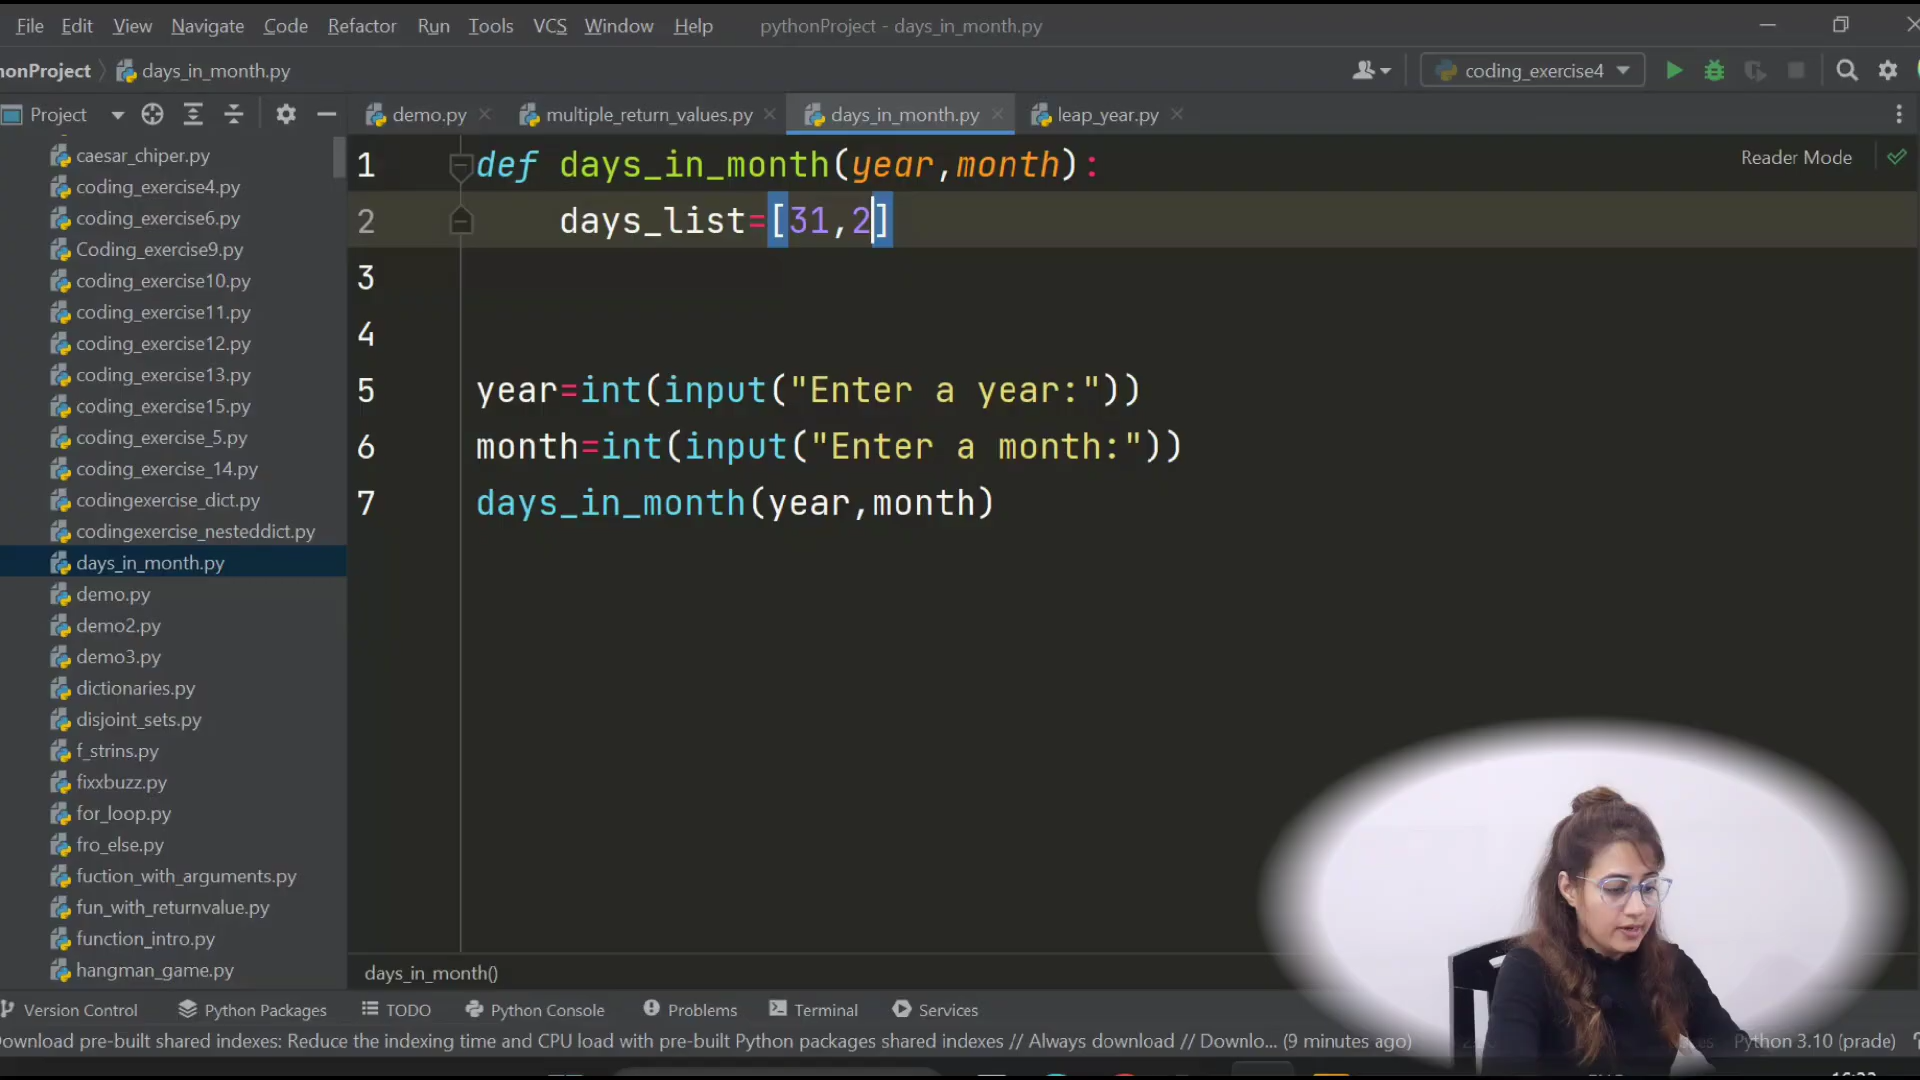 File Edit View Navigate Code Refactor Run Tools VCS Window Help pythonProject - days_in_month.py
honProject days_in_month.py coding_exercise4
Project demo.py multiple_return_values.py days_in_month.py leap_year.py
Reader Mode
caesar_chiper.py
coding_exercise4.py
coding_exercise6.py
Coding_Exercise9.py
coding_exercise10.py
coding_exercise11.py
coding_exercise12.py
coding_exercise13.py
coding_exercise15.py
coding_exercise_5.py
coding_exercise_14.py
codingexercise_dict.py
codingexercise_nesteddict.py
days_in_month.py
demo.py
demo2.py
demo3.py
dictionaries.py
disjoint_sets.py
f_strins.py
fixxbuzz.py
for_loop.py
fro_else.py
fuction_with_arguments.py
fun_with_returnvalue.py
function_intro.py
hangman_game.py
1 def days_in_month(year,month):
2 days_list=[31,2]
3
4
5 year=int(input("Enter a year:"))
6 month=int(input("Enter a month:"))
7 days_in_month(year,month)
days_in_month()
Version Control Python Packages TODO Python Console Problems Terminal Services
Download pre-built shared indexes: Reduce the indexing time and CPU load with pre-built Python packages shared indexes // Always download // Downlo... (9 minutes ago) Python 3.10 (prade)